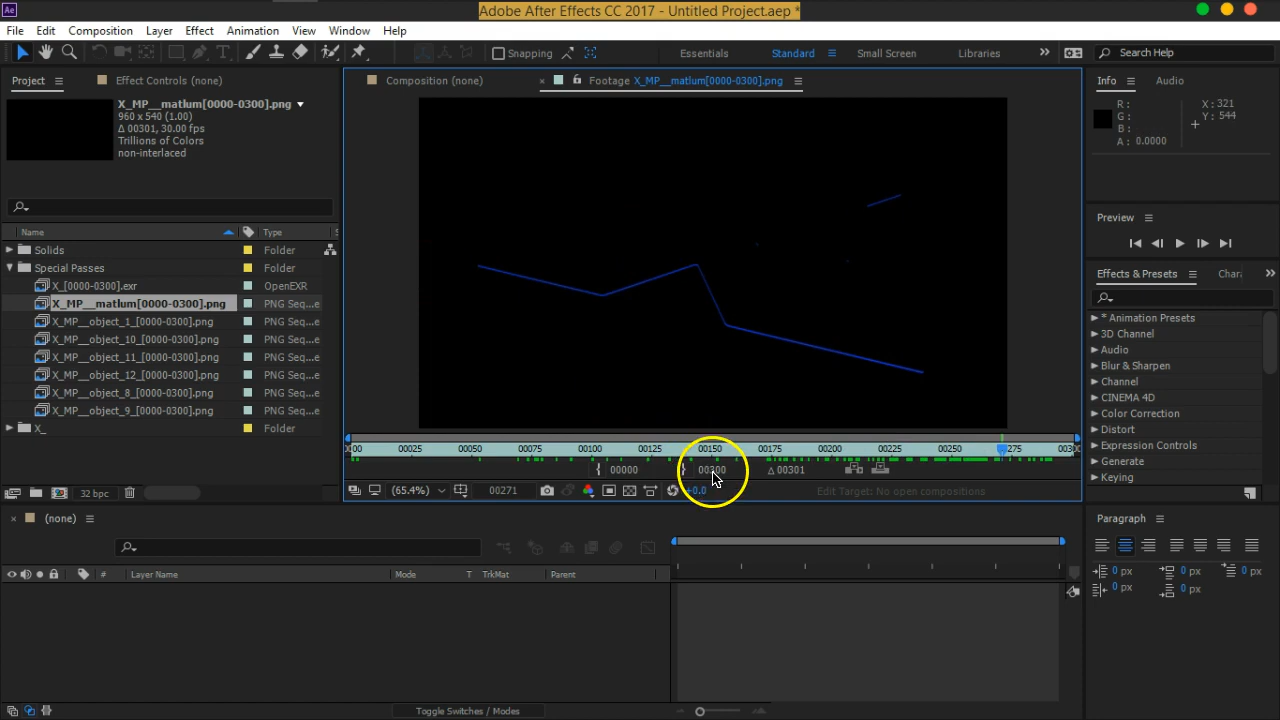 Ae
Adobe After Effects CC 2017 - Untitled Project.aep *
File Edit Composition Layer Effect Animation View Window Help
Snapping Essentials Standard Small Screen Libraries Search Help
Project Effect Controls (none) Composition (none) Footage X_MP__matlum[0000-0300].png Info Audio
X_MP__matlum[0000-0300].png
960 x 540 (1.00)
Δ 00301, 30.00 fps
Trillions of Colors
non-interlaced
R :
G :
B :
A : 0.0000
X : 321
Y : 544
Preview
Name Type
Solids Folder
Special Passes Folder
X_[0000-0300].exr OpenEXR
X_MP__matlum[0000-0300].png PNG Seq...e
X_MP__object_1_[0000-0300].png PNG Seq...e
X_MP__object_10_[0000-0300].png PNG Seq...e
X_MP__object_11_[0000-0300].png PNG Seq...e
X_MP__object_12_[0000-0300].png PNG Seq...e
X_MP__object_8_[0000-0300].png PNG Seq...e
X_MP__object_9_[0000-0300].png PNG Seq...e
X_ Folder
Effects & Presets Chara
* Animation Presets
3D Channel
Audio
Blur & Sharpen
Channel
CINEMA 4D
Color Correction
Distort
Expression Controls
Generate
Keying
00025 00050 00075 00100 00125 00150 00175 00200 00225 00250
00000 00300 Δ 00301
32 bpc
(65.4%) 00271 +0.0 Edit Target: No open compositions
(none)
# Layer Name Mode T TrkMat Parent
Paragraph
0 px 0 px 0 px
0 px 0 px
Toggle Switches / Modes